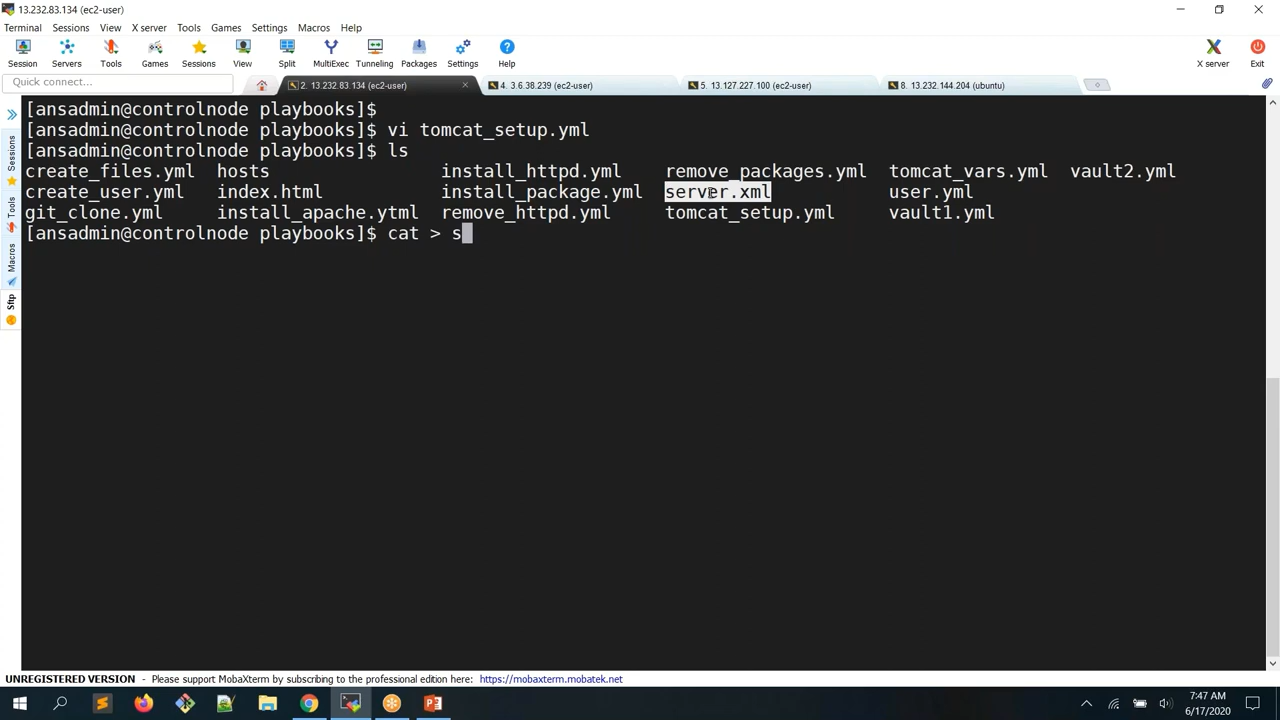 13.232.83.134 (ec2-user)
Terminal Sessions View X server Tools Games Settings Macros Help
Session Servers Tools Games Sessions View Split MultiExec Tunneling Packages Settings Help X server Exit
Quick connect... 2. 13.232.83.134 (ec2-user) 4. 3.6.38.239 (ec2-user) 5. 13.127.227.100 (ec2-user) 8. 13.232.144.204 (ubuntu)
[ansadmin@controlnode playbooks]$
[ansadmin@controlnode playbooks]$ vi tomcat_setup.yml
[ansadmin@controlnode playbooks]$ ls
create_files.yml hosts install_httpd.yml remove_packages.yml tomcat_vars.yml vault2.yml
create_user.yml index.html install_package.yml server.xml user.yml
git_clone.yml install_apache.ytml remove_httpd.yml tomcat_setup.yml vault1.yml
[ansadmin@controlnode playbooks]$ cat > s
Sessions
Tools
Macros
Sftp
UNREGISTERED VERSION - Please support MobaXterm by subscribing to the professional edition here: https://mobaxterm.mobatek.net
7:47 AM
6/17/2020